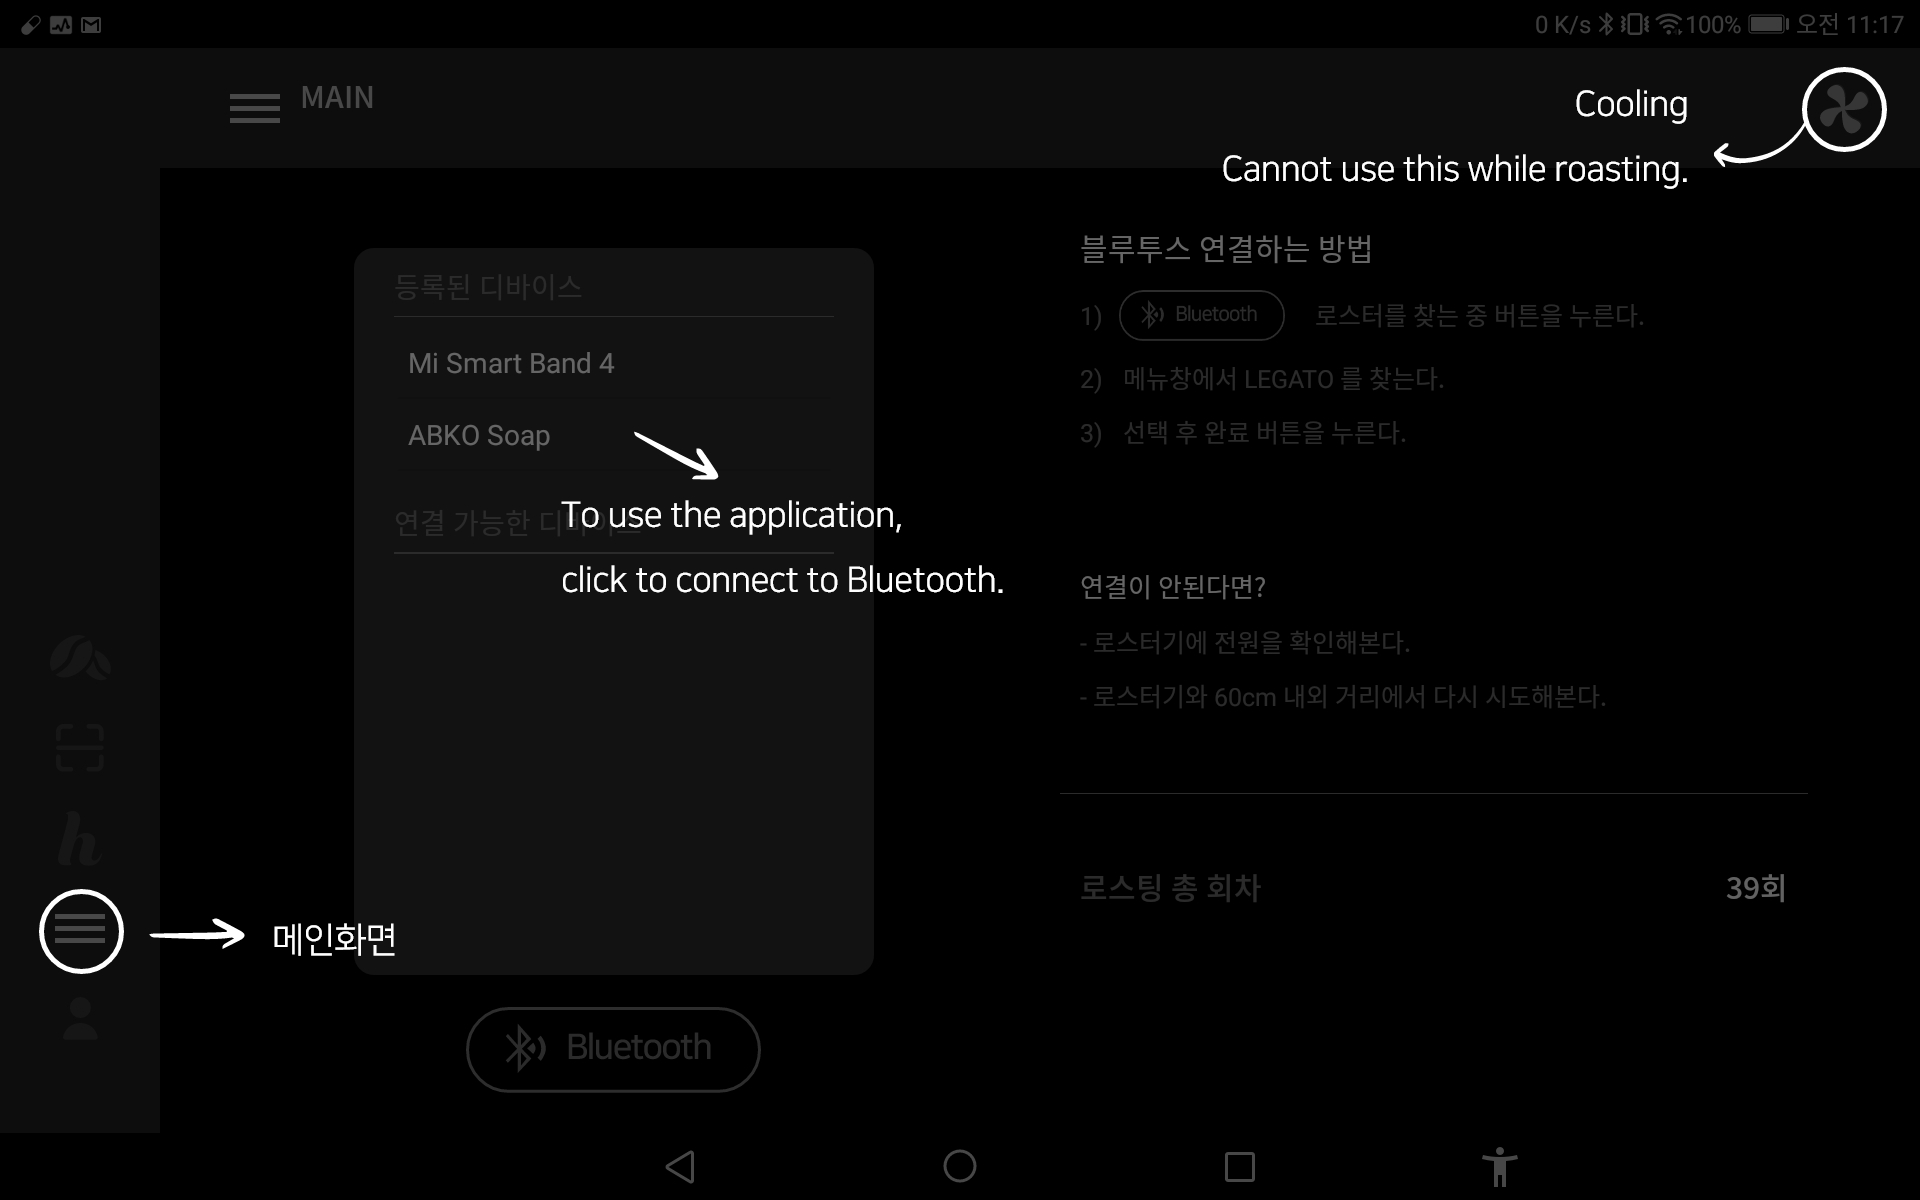 0 K/s 100% 오전 11:17
MAIN
Cooling
Cannot use this while roasting.
등록된 디바이스
Mi Smart Band 4
ABKO Soap
연결 가능한 디바이스
To use the application,
click to connect to Bluetooth.
메인화면
Bluetooth
블루투스 연결하는 방법
1) Bluetooth 로스터를 찾는 중 버튼을 누른다.
2) 메뉴창에서 LEGATO 를 찾는다.
3) 선택 후 완료 버튼을 누른다.
연결이 안된다면?
- 로스터기에 전원을 확인해본다.
- 로스터기와 60cm 내외 거리에서 다시 시도해본다.
로스팅 총 회차 39회
h